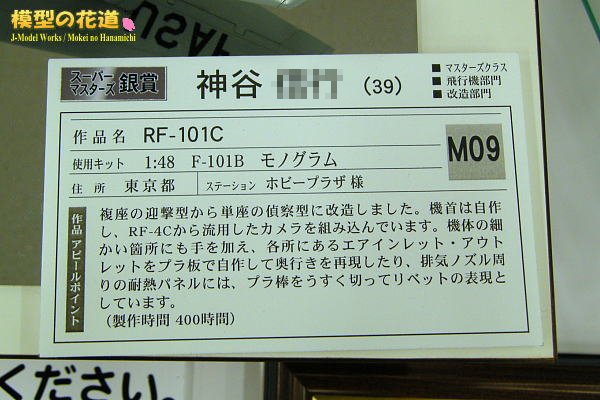 模型の花道
J-Model Works / Mokei no Hanamichi
スーパーマスターズ 銀賞 神谷 (39)
■ マスターズクラス
■ 飛行機部門
■ 改造部門
作品名 RF-101C
使用キット 1:48 F-101B モノグラム
M09
住所 東京都 ステーション ホビープラザ 様
作品アピールポイント
複座の迎撃型から単座の偵察型に改造しました。機首は自作
し、RF-4Cから流用したカメラを組み込んでいます。機体の細
かい箇所にも手を加え、各所にあるエアインレット・アウト
レットをプラ板で自作して奥行きを再現したり、排気ノズル周
りの耐熱パネルには、プラ棒をうすく切ってリベットの表現と
しています。
（製作時間 400時間）
ください。